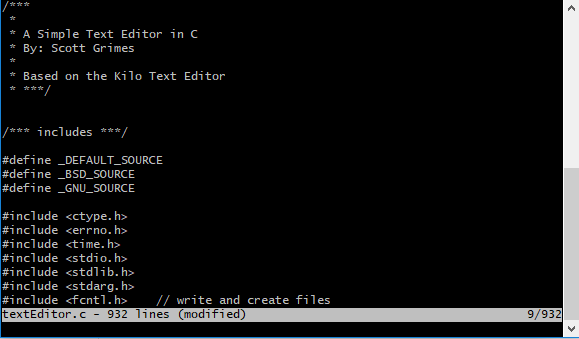 /***
 *
 * A Simple Text Editor in C
 * By: Scott Grimes
 *
 * Based on the Kilo Text Editor
 * ***/
/*** includes ***/
#define _DEFAULT_SOURCE
#define _BSD_SOURCE
#define _GNU_SOURCE
#include <ctype.h>
#include <errno.h>
#include <time.h>
#include <stdio.h>
#include <stdlib.h>
#include <stdarg.h>
#include <fcntl.h>    // write and create files
textEditor.c - 932 lines (modified) 9/932